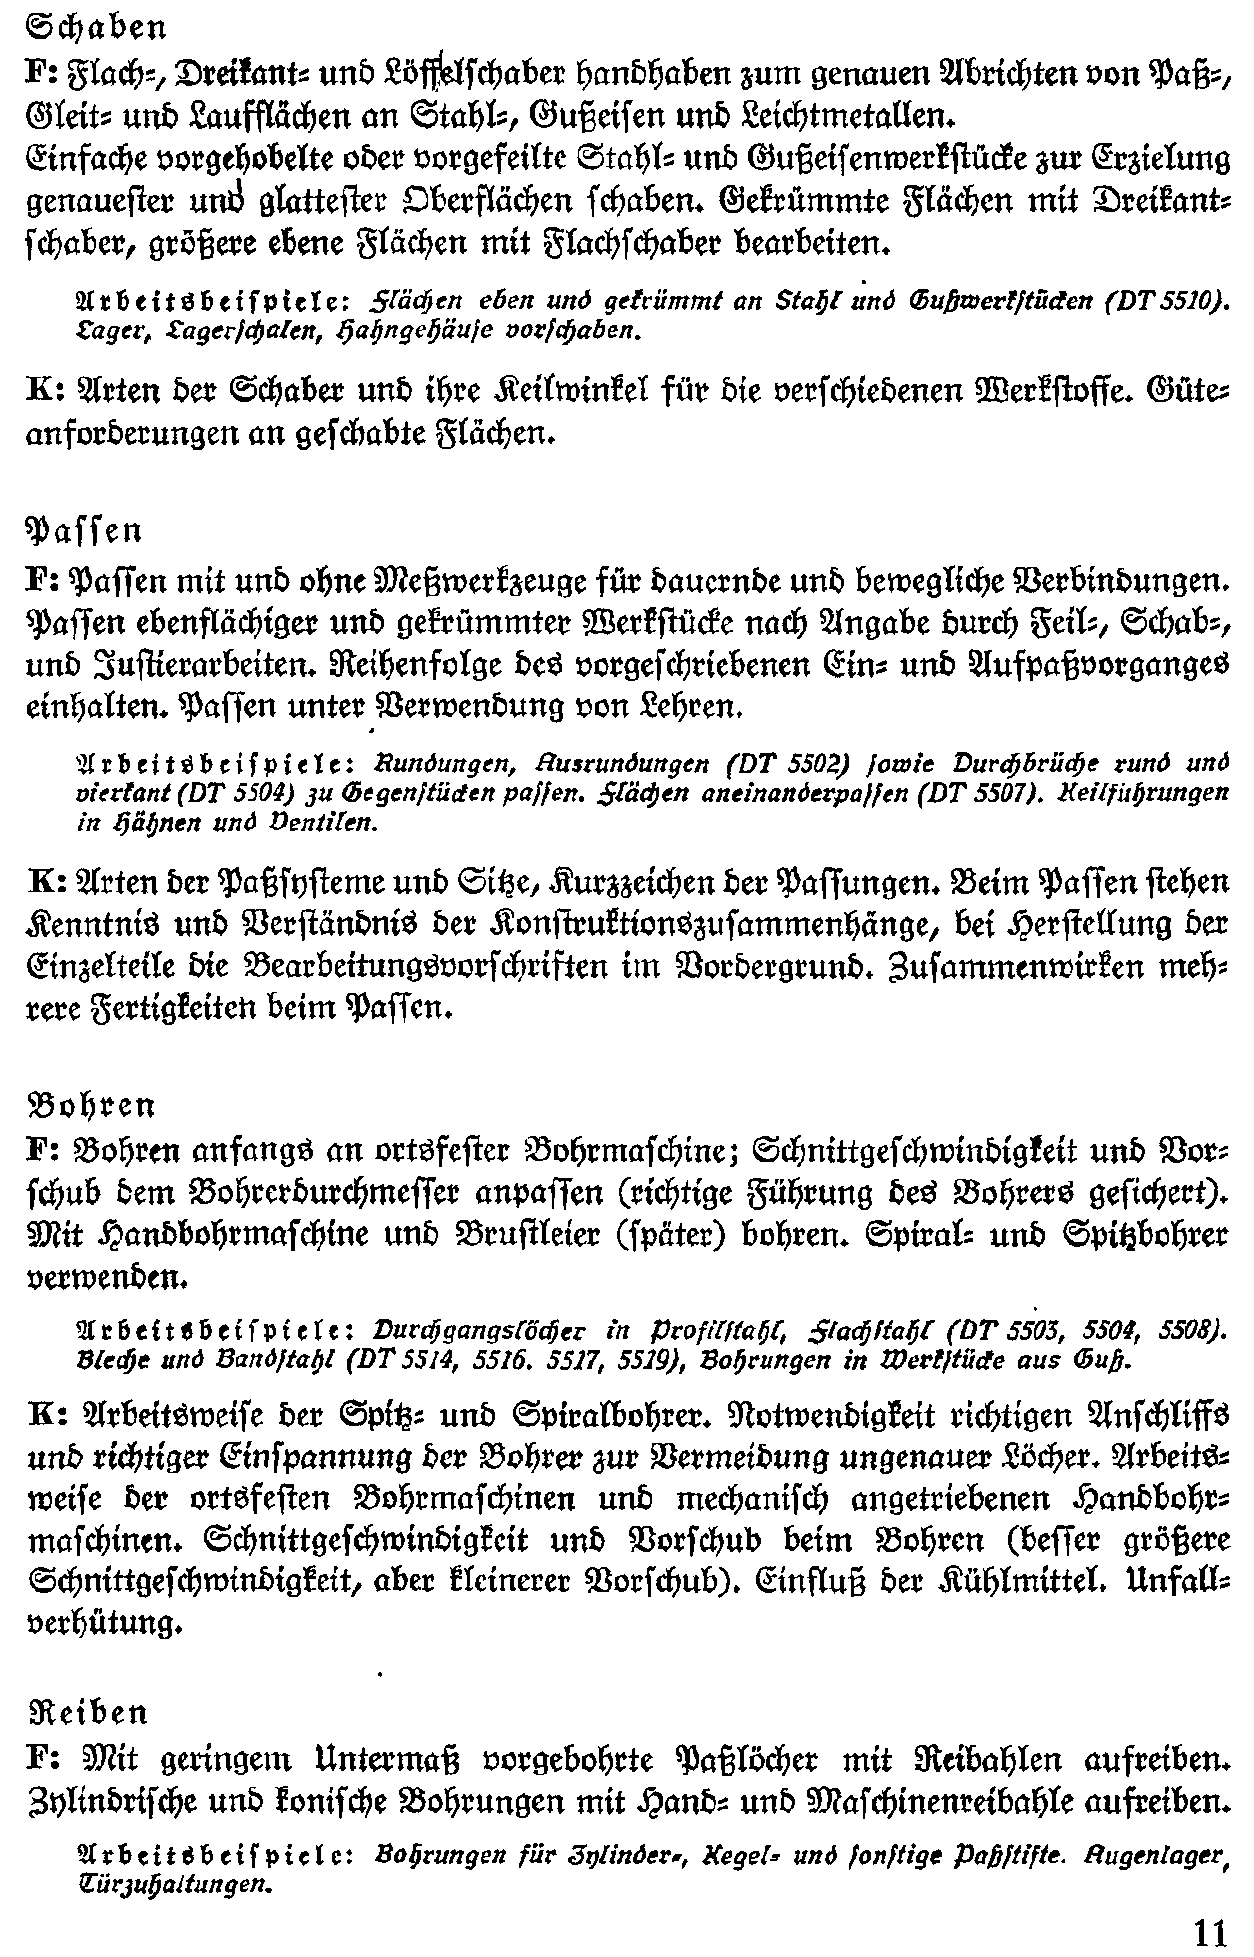 Schaben
F: Flach-, Dreikant- und Löffelschaber handhaben zum genauen Abrichten von Paß-,
Gleit- und Laufflächen an Stahl-, Gußeisen und Leichtmetallen.
Einfache vorgehobelte oder vorgefeilte Stahl- und Gußeisenwerkstücke zur Erzielung
genauester und glattester Oberflächen schaben. Gekrümmte Flächen mit Dreikant-
schaber, größere ebene Flächen mit Flachschaber bearbeiten.
Arbeitsbeispiele: Flächen eben und gekrümmt an Stahl und Gußwerkstücken (DT 5510).
Lager, Lagerschalen, Hahngehäuse vorschaben.
K: Arten der Schaber und ihre Keilwinkel für die verschiedenen Werkstoffe. Güte-
anforderungen an geschabte Flächen.
Passen
F: Passen mit und ohne Meßwerkzeuge für dauernde und bewegliche Verbindungen.
Passen ebenflächiger und gekrümmter Werkstücke nach Angabe durch Feil-, Schab-,
und Justierarbeiten. Reihenfolge des vorgeschriebenen Ein- und Aufpaßvorganges
einhalten. Passen unter Verwendung von Lehren.
Arbeitsbeispiele: Rundungen, Ausrundungen (DT 5502) sowie Durchbrüche rund und
vierkant (DT 5504) zu Gegenstücken passen. Flächen aneinanderpassen (DT 5507). Keilführungen
in Hähnen und Ventilen.
K: Arten der Paßsysteme und Sitze, Kurzzeichen der Passungen. Beim Passen stehen
Kenntnis und Verständnis der Konstruktionszusammenhänge, bei Herstellung der
Einzelteile die Bearbeitungsvorschriften im Vordergrund. Zusammenwirken meh-
rere Fertigkeiten beim Passen.
Bohren
F: Bohren anfangs an ortsfester Bohrmaschine; Schnittgeschwindigkeit und Vor-
schub dem Bohrerdurchmesser anpassen (richtige Führung des Bohrers gesichert).
Mit Handbohrmaschine und Brustleier (später) bohren. Spiral- und Spitzbohrer
verwenden.
Arbeitsbeispiele: Durchgangslöcher in Profilstahl, Flachstahl (DT 5503, 5504, 5508).
Bleche und Bandstahl (DT 5514, 5516. 5517, 5519), Bohrungen in Werkstücke aus Guß.
K: Arbeitsweise der Spitz- und Spiralbohrer. Notwendigkeit richtigen Anschliffs
und richtiger Einspannung der Bohrer zur Vermeidung ungenauer Löcher. Arbeits-
weise der ortsfesten Bohrmaschinen und mechanisch angetriebenen Handbohr-
maschinen. Schnittgeschwindigkeit und Vorschub beim Bohren (besser größere
Schnittgeschwindigkeit, aber kleinerer Vorschub). Einfluß der Kühlmittel. Unfall-
verhütung.
Reiben
F: Mit geringem Untermaß vorgebohrte Paßlöcher mit Reibahlen aufreiben.
Zylindrische und konische Bohrungen mit Hand- und Maschinenreibahle aufreiben.
Arbeitsbeispiele: Bohrungen für Zylinder-, Kegel- und sonstige Paßstifte. Augenlager,
Türzuhaltungen.
11